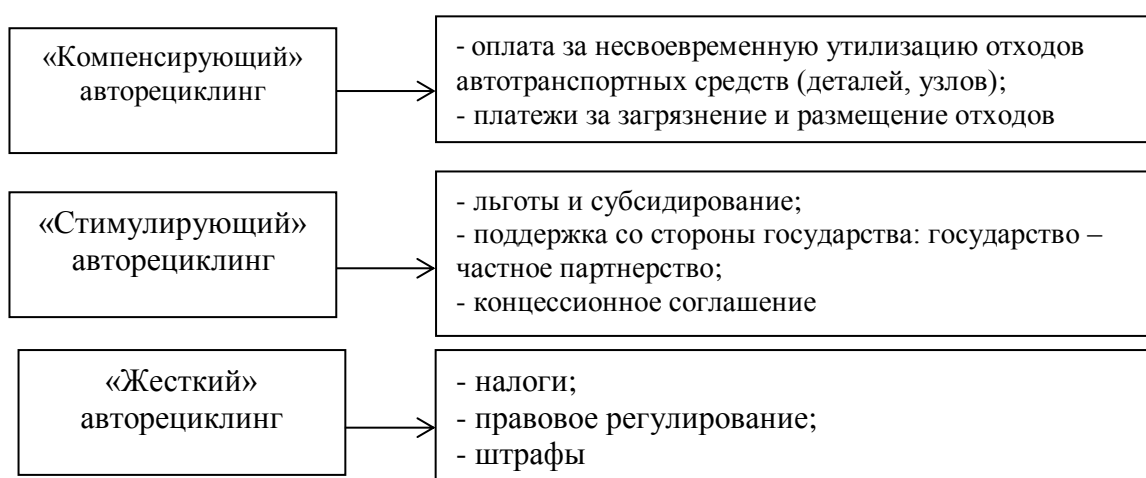 «Компенсирующий»
авторециклинг
- оплата за несвоевременную утилизацию отходов
автотранспортных средств (деталей, узлов);
- платежи за загрязнение и размещение отходов
«Стимулирующий»
авторециклинг
- льготы и субсидирование;
- поддержка со стороны государства: государство –
частное партнерство;
- концессионное соглашение
«Жесткий»
авторециклинг
- налоги;
- правовое регулирование;
- штрафы